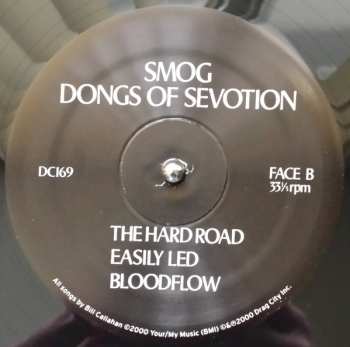 SMOG
DONGS OF SEVOTION
DC169
FACE B
33⅓ rpm
THE HARD ROAD
EASILY LED
BLOODFLOW
All songs by Bill Callahan ©2000 Your/My Music (BMI) ©&℗2000 Drag City Inc.